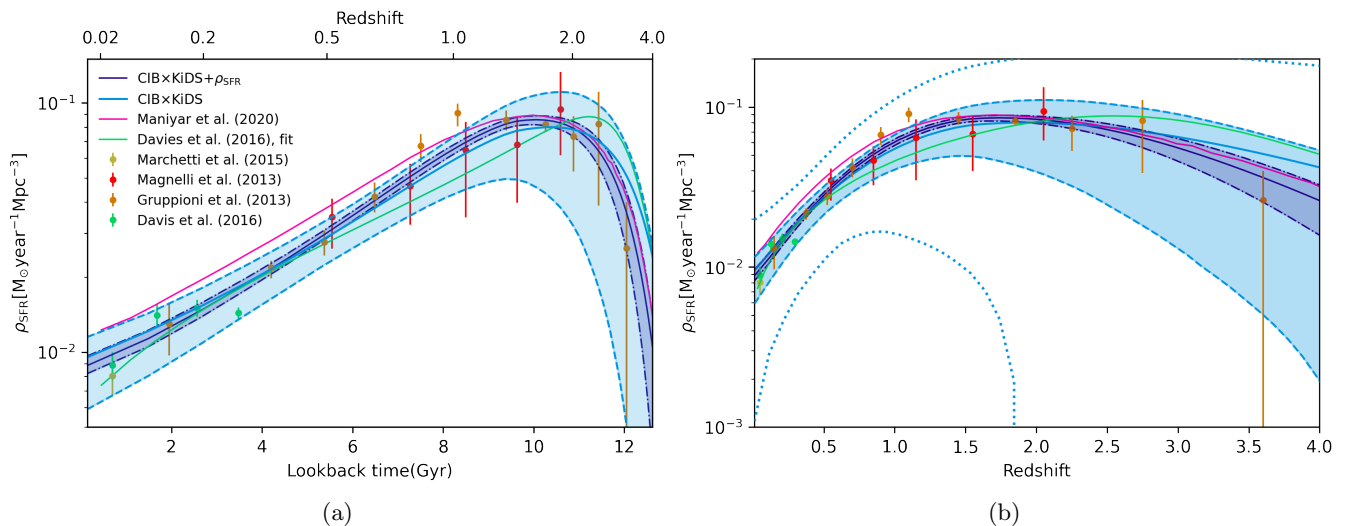 Redshift
0.02 0.2 0.5 1.0 2.0 4.0
CIB×KiDS+ρSFR
CIB×KiDS
Maniyar et al. (2020)
Davies et al. (2016), fit
Marchetti et al. (2015)
Magnelli et al. (2013)
Gruppioni et al. (2013)
Davis et al. (2016)
10⁻¹
10⁻²
ρSFR[M⊙year⁻¹Mpc⁻³]
2 4 6 8 10 12
Lookback time(Gyr)
(a)
10⁻¹
10⁻²
10⁻³
ρSFR[M⊙year⁻¹Mpc⁻³]
0.5 1.0 1.5 2.0 2.5 3.0 3.5 4.0
Redshift
(b)